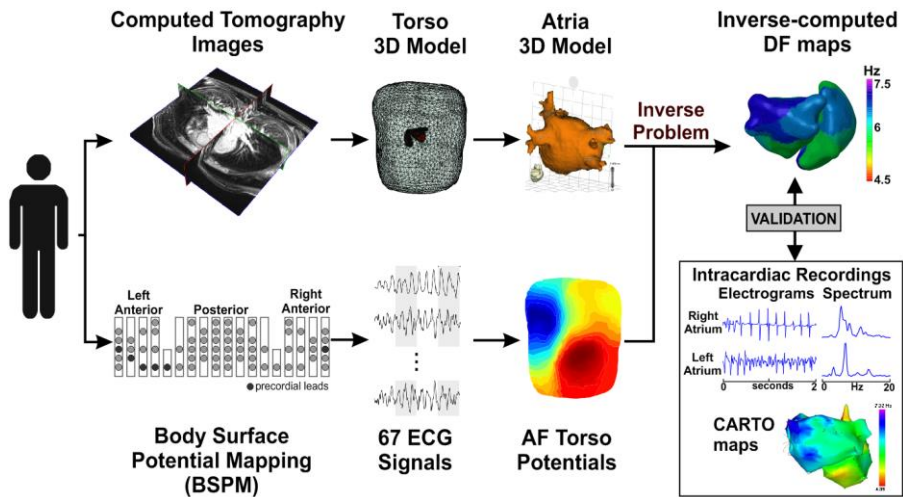 Computed Tomography
Images
Torso
3D Model
Atria
3D Model
Inverse-computed
DF maps
Hz
7.5
6
4.5
Inverse
Problem
VALIDATION
Left
Anterior
Posterior
Right
Anterior
precordial leads
Body Surface
Potential Mapping
(BSPM)
67 ECG
Signals
AF Torso
Potentials
Intracardiac Recordings
Electrograms
Spectrum
Right
Atrium
Left
Atrium
0 seconds 2
0 Hz 20
CARTO
maps